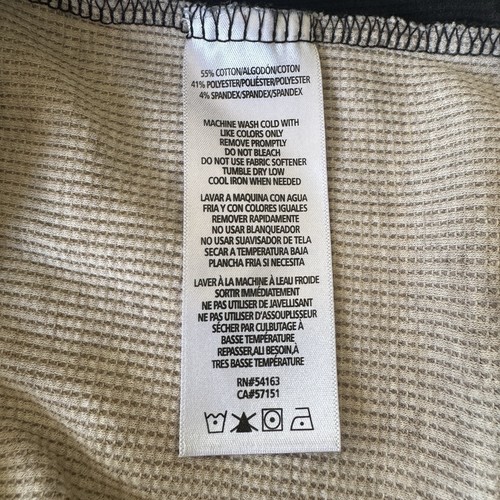 55% COTTON/ALGODÓN/COTON
41% POLYESTER/POLIÉSTER/POLYESTER
4% SPANDEX/SPANDEX/SPANDEX
MACHINE WASH COLD WITH
LIKE COLORS ONLY
REMOVE PROMPTLY
DO NOT BLEACH
DO NOT USE FABRIC SOFTENER
TUMBLE DRY LOW
COOL IRON WHEN NEEDED
LAVAR A MAQUINA CON AGUA
FRIA Y CON COLORES IGUALES
REMOVER RAPIDAMENTE
NO USAR BLANQUEADOR
NO USAR SUAVISADOR DE TELA
SECAR A TEMPERATURA BAJA
PLANCHA FRIA SI NECESITA
LAVER À LA MACHINE À LEAU FROIDE
SORTIR IMMÉDIATEMENT
NE PAS UTILISER DE JAVELLISANT
NE PAS UTILISER D'ASSOUPLISSEUR
SÉCHER PAR CULBUTAGE À
BASSE TEMPÉRATURE
REPASSER,ALI BESOIN,À
TRES BASSE TEMPÉRATURE
RN#54163
CA#57151